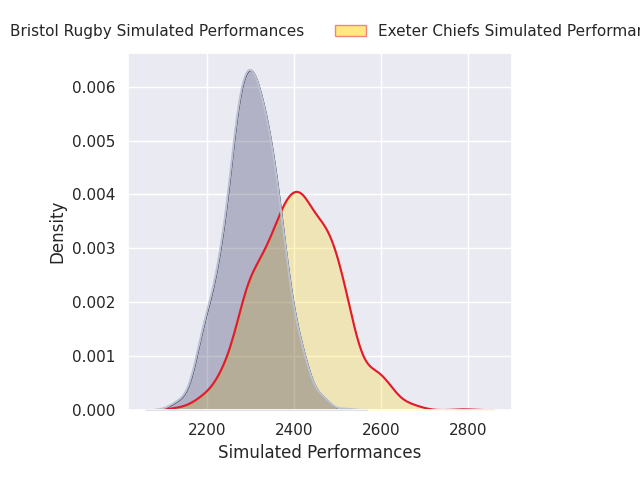 Bristol Rugby Simulated Performances
Exeter Chiefs Simulated
0.006
0.005
0.004
0.003
0.002
0.001
0.000
Density
2200 2400 2600 2800
Simulated Performances